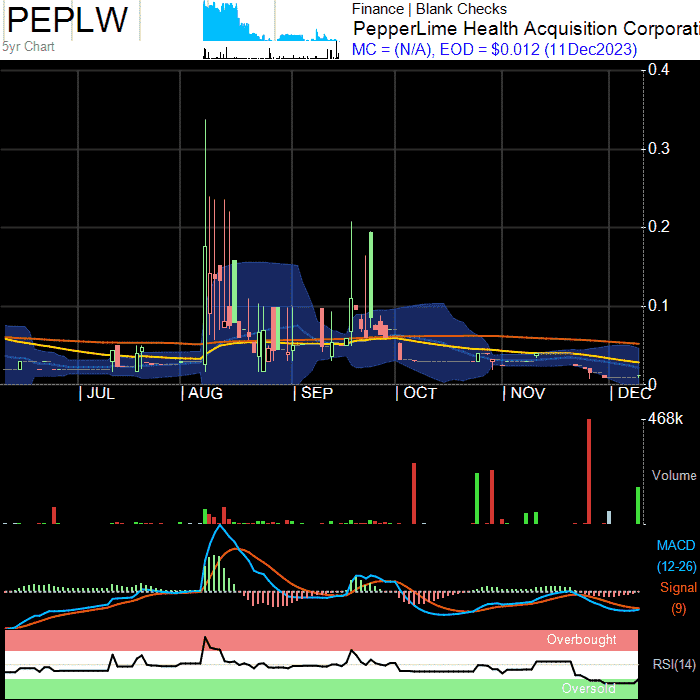 PEPLW
5yr Chart
Finance | Blank Checks
PepperLime Health Acquisition Corporati
MC = (N/A), EOD = $0.012 (11Dec2023)
0.4
0.3
0.2
0.1
0
JUL
AUG
SEP
OCT
NOV
DEC
468k
Volume
MACD
(12-26)
Signal
(9)
Overbought
RSI(14)
Oversold